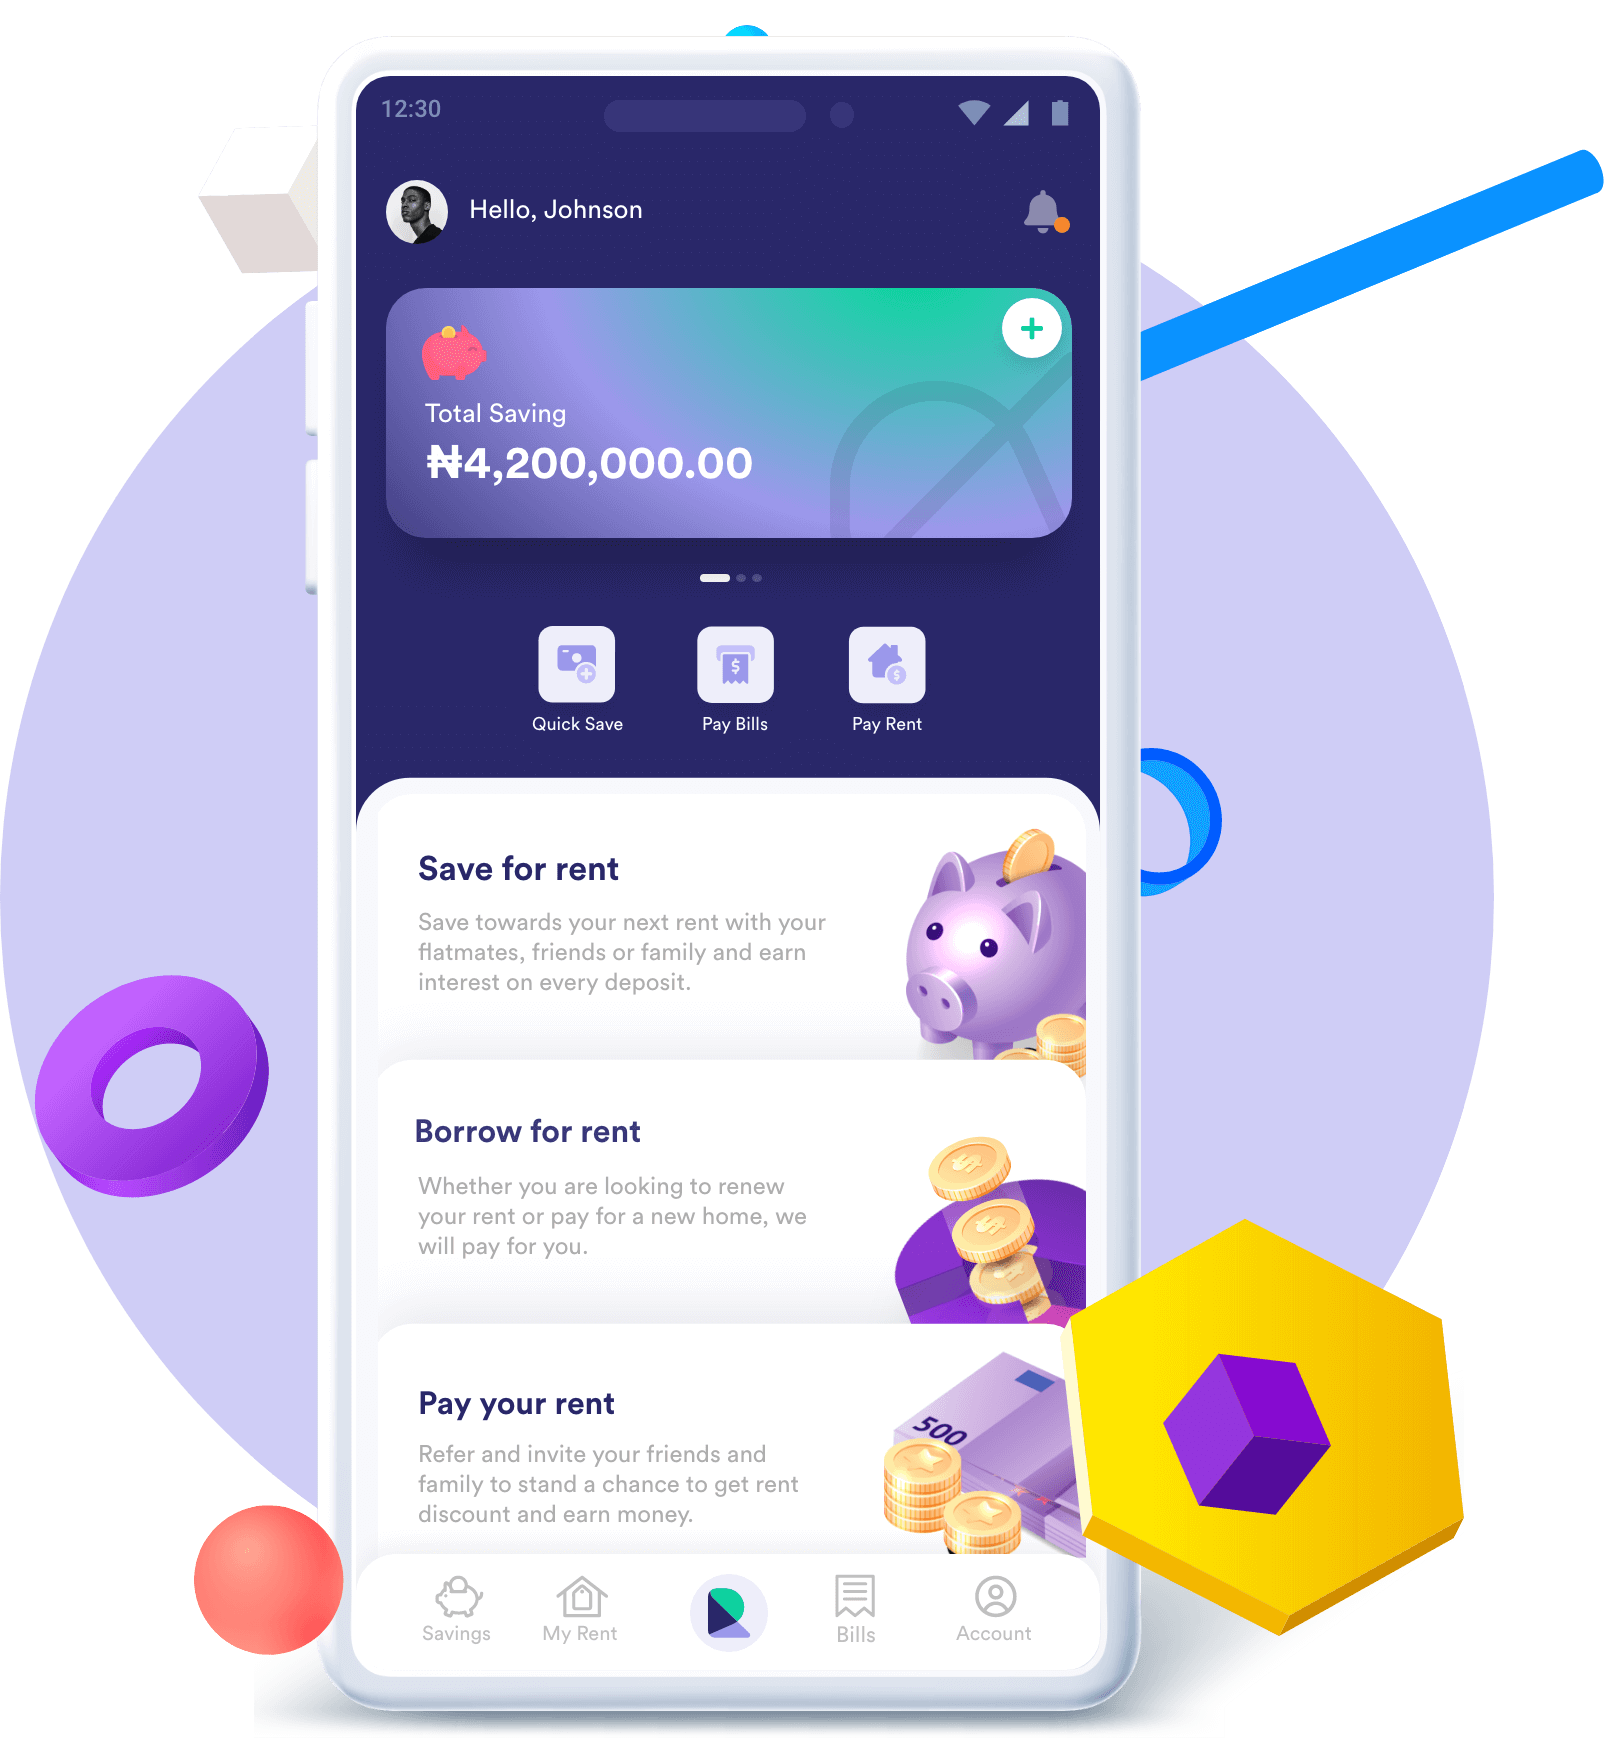 12:30
Hello, Johnson
Total Saving
₦4,200,000.00
$
$
Quick Save
Pay Bills
Pay Rent
Save for rent
Save towards your next rent with your
flatmates, friends or family and earn
interest on every deposit.
Borrow for rent
Whether you are looking to renew
your rent or pay for a new home, we
will pay for you.
$
$
Pay your rent
500
Refer and invite your friends and
family to stand a chance to get rent
discount and earn money.
Savings
My Rent
Bills
Account